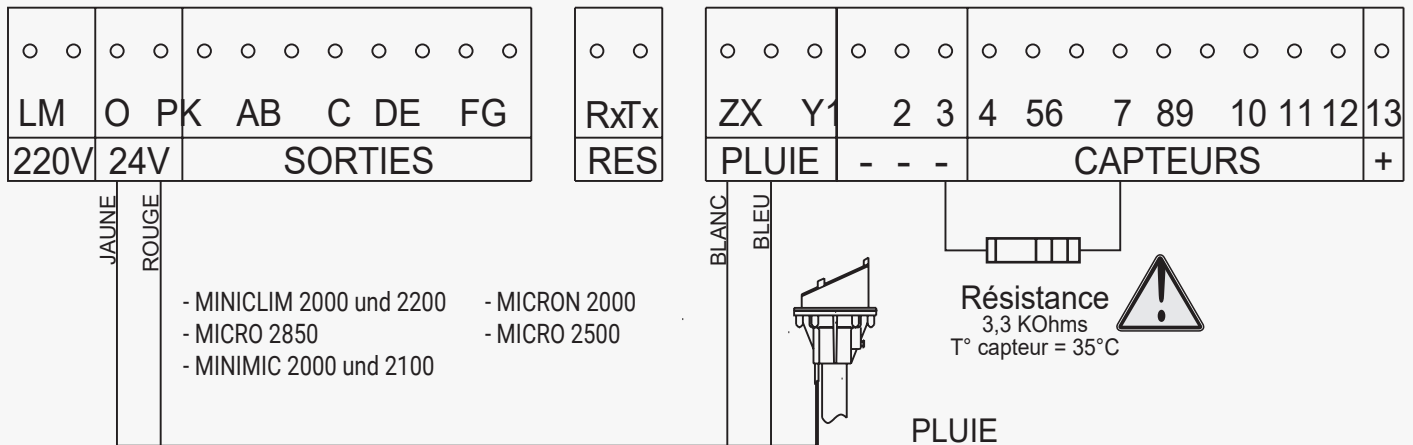 LM O PK AB C DE FG RxTx ZX Y1 2 3 4 56 7 89 10 11 12 13
220V 24V SORTIES RES PLUIE - - - CAPTEURS +
JAUNE
ROUGE
BLANC
BLEU
- MINICLIM 2000 und 2200
- MICRO 2850
- MINIMIC 2000 und 2100
- MICRON 2000
- MICRO 2500
Résistance
3,3 KOhms
T° capteur = 35°C
!
PLUIE